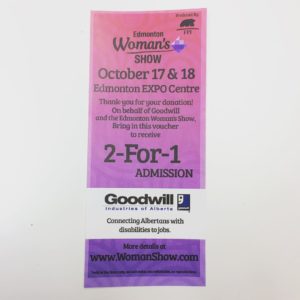 Produced By:
Edmonton
Woman's
SHOW
October 17 & 18
Edmonton EXPO Centre
Thank you for your donation!
On behalf of Goodwill
and the Edmonton Woman's Show,
Bring in this voucher
to receive
2-For-1
ADMISSION
Goodwill
Industries of Alberta
Connecting Albertans with
disabilities to jobs.
More details at
www.WomanShow.com